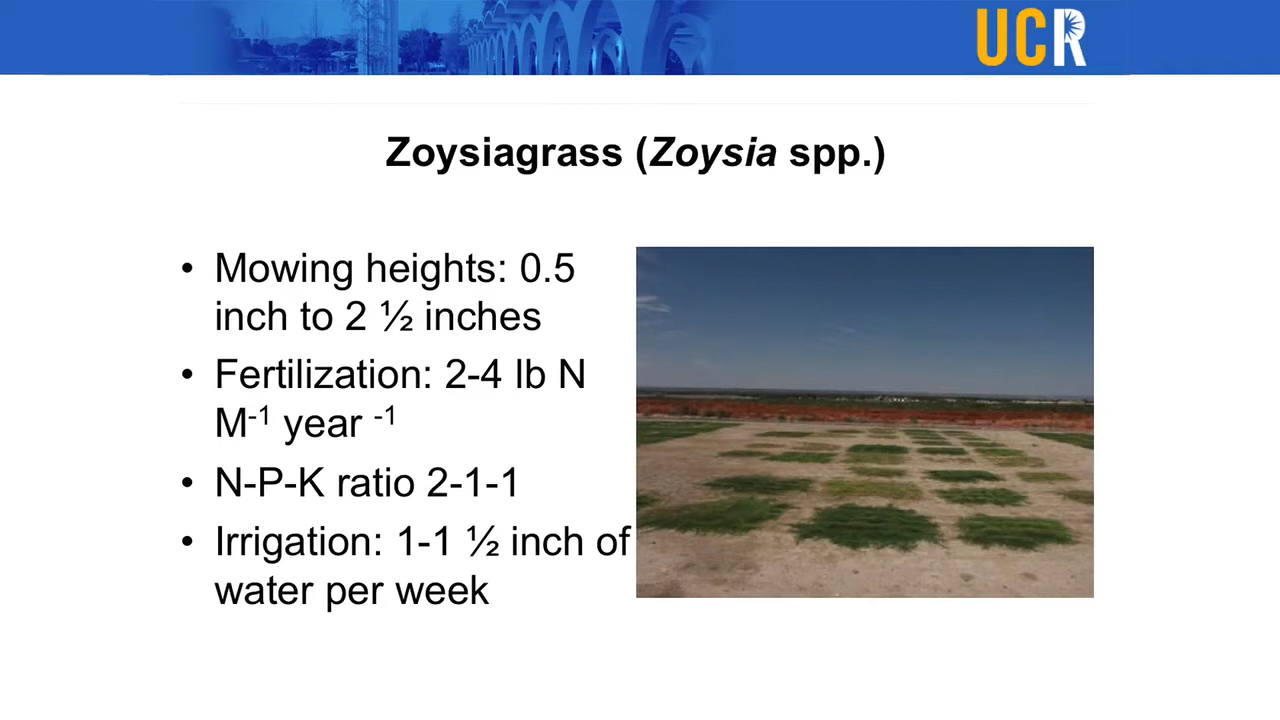 UCR
Zoysiagrass (Zoysia spp.)
• Mowing heights: 0.5
inch to 2 ½ inches
• Fertilization: 2-4 lb N
M⁻¹ year ⁻¹
• N-P-K ratio 2-1-1
• Irrigation: 1-1 ½ inch of
water per week